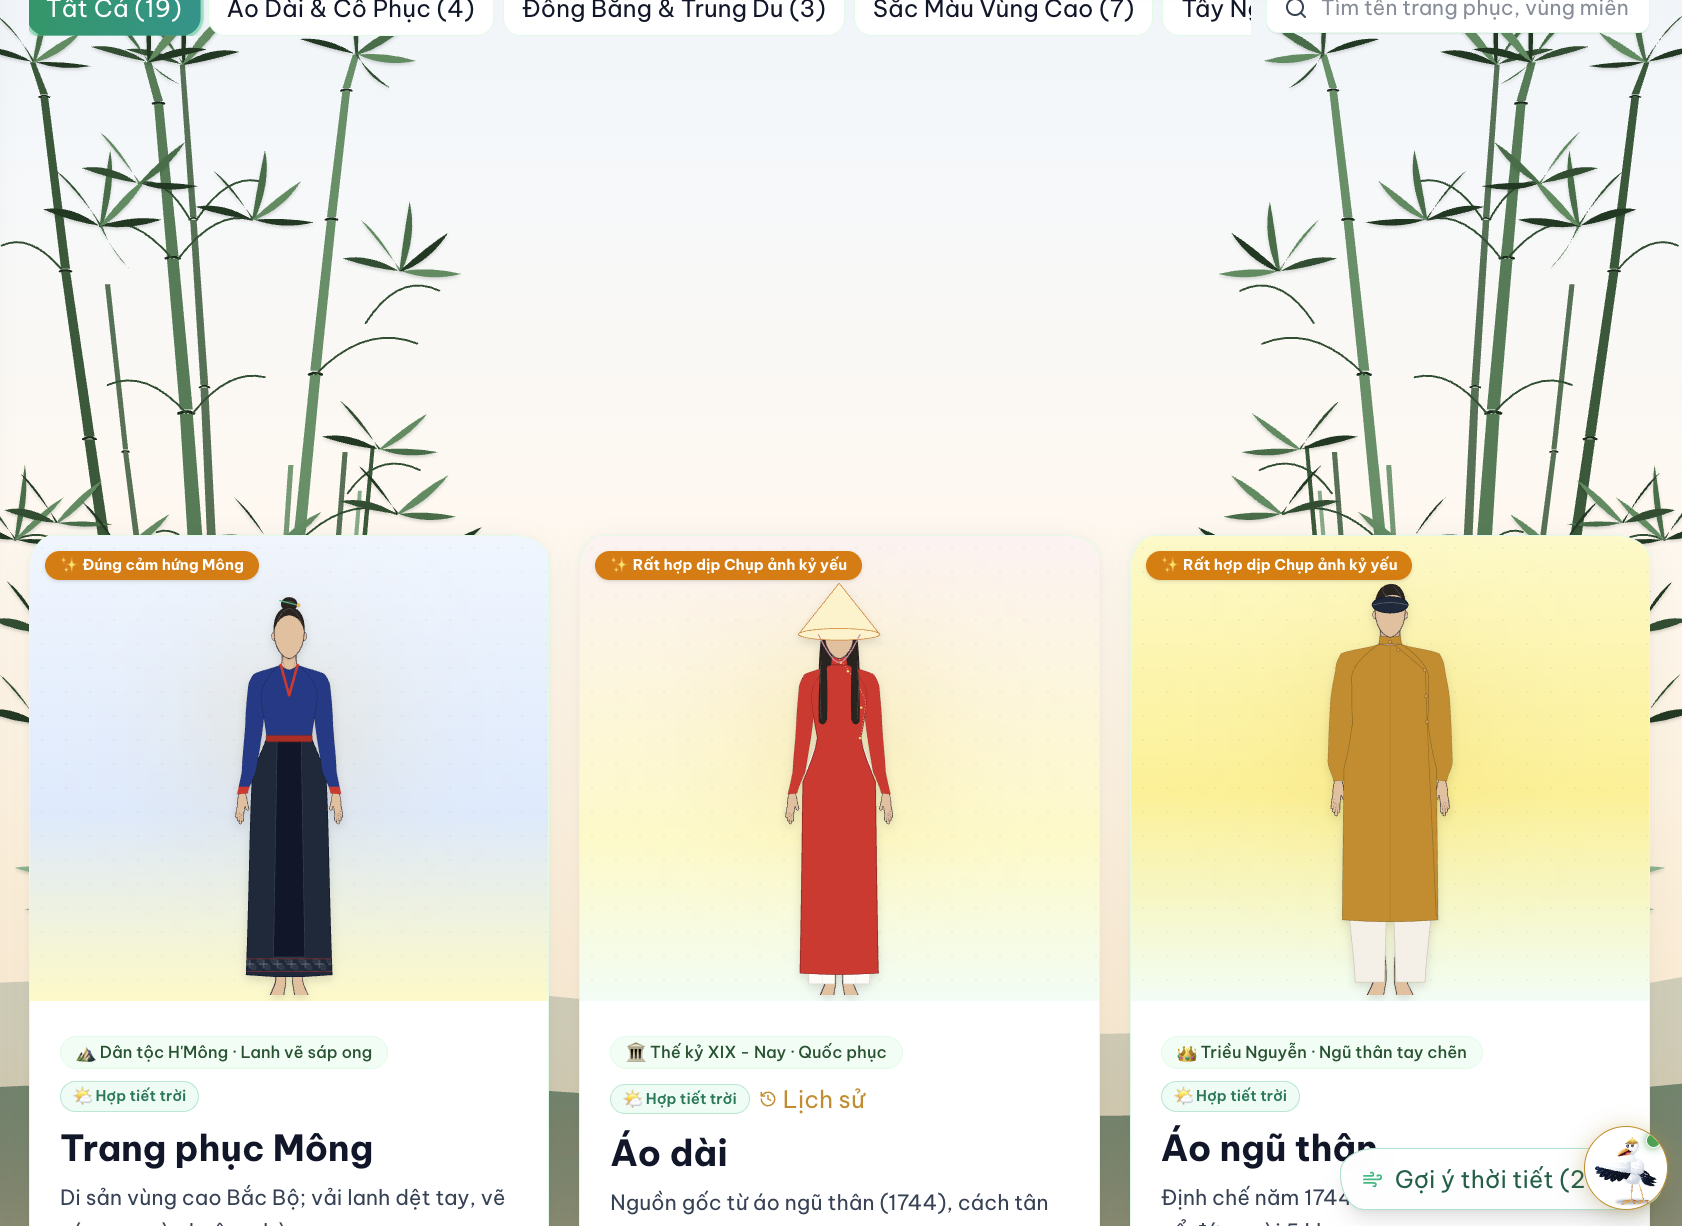 Tất Cả (19)
Áo Dài & Cổ Phục (4)
Đồng Bằng & Trung Du (3)
Sắc Màu Vùng Cao (7)
Tây
Tìm tên trang phục, vùng miền
✨ Đúng cảm hứng Mông
✨ Rất hợp dịp Chụp ảnh kỷ yếu
✨ Rất hợp dịp Chụp ảnh kỷ yếu
Dân tộc H'Mông · Lanh vẽ sáp ong
Hợp tiết trời
Trang phục Mông
Di sản vùng cao Bắc Bộ; vải lanh dệt tay, vẽ
Thế kỷ XIX - Nay · Quốc phục
Hợp tiết trời
Lịch sử
Áo dài
Nguồn gốc từ áo ngũ thân (1744), cách tân
Triều Nguyễn · Ngũ thân tay chẽn
Hợp tiết trời
Áo ngũ thân
Định chế năm 1744
Gợi ý thời tiết (2